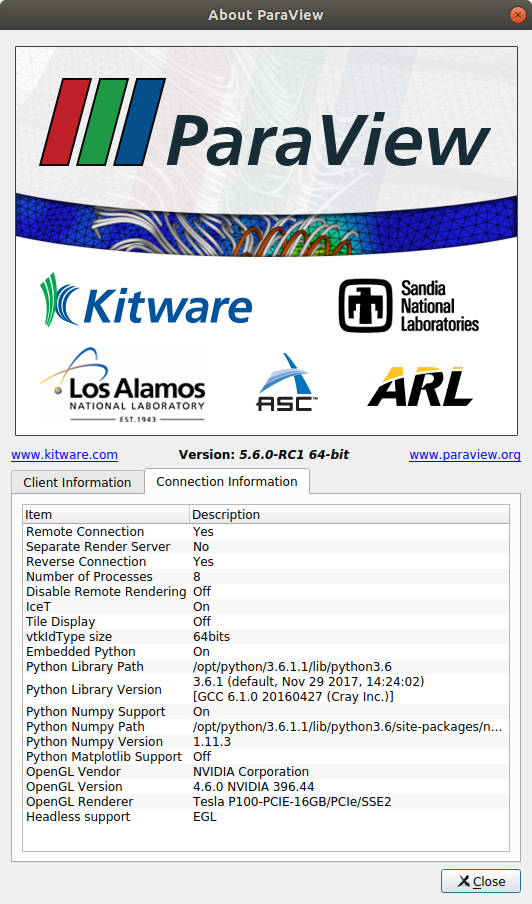 About ParaView
ParaView
Kitware
Sandia
National
Laboratories
Los Alamos
NATIONAL LABORATORY
EST. 1943
ASC™
ARL
www.kitware.com Version: 5.6.0-RC1 64-bit www.paraview.org
Client Information Connection Information
Item Description
Remote Connection Yes
Separate Render Server No
Reverse Connection Yes
Number of Processes 8
Disable Remote Rendering Off
IceT On
Tile Display Off
vtkIdType size 64bits
Embedded Python On
Python Library Path /opt/python/3.6.1.1/lib/python3.6
Python Library Version 3.6.1 (default, Nov 29 2017, 14:24:02)
[GCC 6.1.0 20160427 (Cray Inc.)]
Python Numpy Support On
Python Numpy Path /opt/python/3.6.1.1/lib/python3.6/site-packages/n...
Python Numpy Version 1.11.3
Python Matplotlib Support Off
OpenGL Vendor NVIDIA Corporation
OpenGL Version 4.6.0 NVIDIA 396.44
OpenGL Renderer Tesla P100-PCIE-16GB/PCIe/SSE2
Headless support EGL
Close